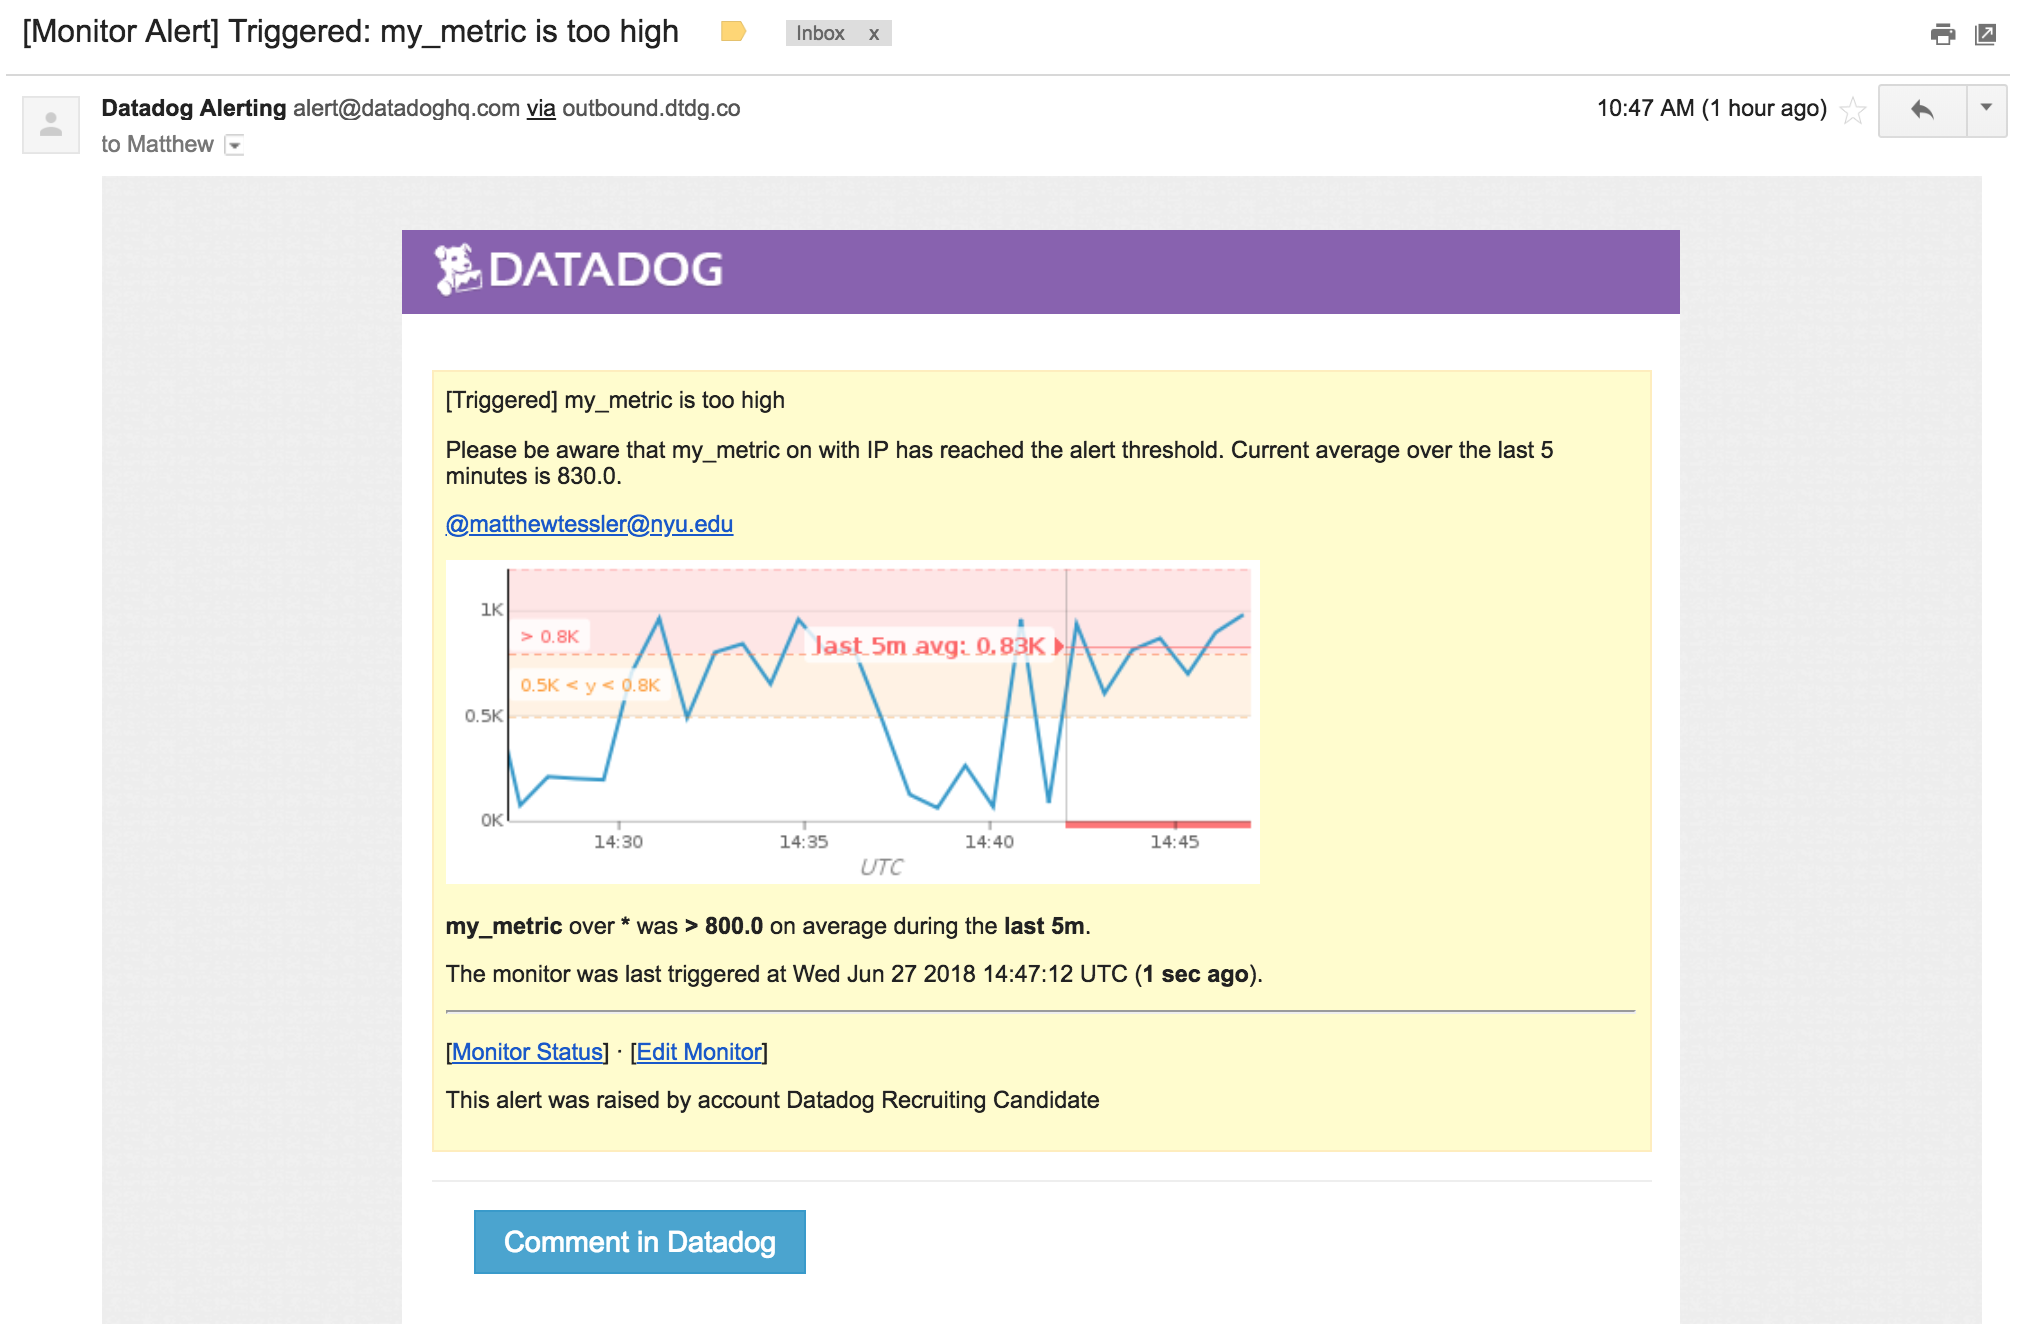 [Monitor Alert] Triggered: my_metric is too high
Inbox x
Datadog Alerting alert@datadoghq.com via outbound.dtdg.co
10:47 AM (1 hour ago)
to Matthew
DATADOG
[Triggered] my_metric is too high
Please be aware that my_metric on with IP has reached the alert threshold. Current average over the last 5
minutes is 830.0.
@matthewtessler@nyu.edu
1K
> 0.8K
last 5m avg: 0.83K
0.5K < y < 0.8K
0.5K
0K
14:30 14:35 14:40 14:45
UTC
my_metric over * was > 800.0 on average during the last 5m.
The monitor was last triggered at Wed Jun 27 2018 14:47:12 UTC (1 sec ago).
[Monitor Status] · [Edit Monitor]
This alert was raised by account Datadog Recruiting Candidate
Comment in Datadog